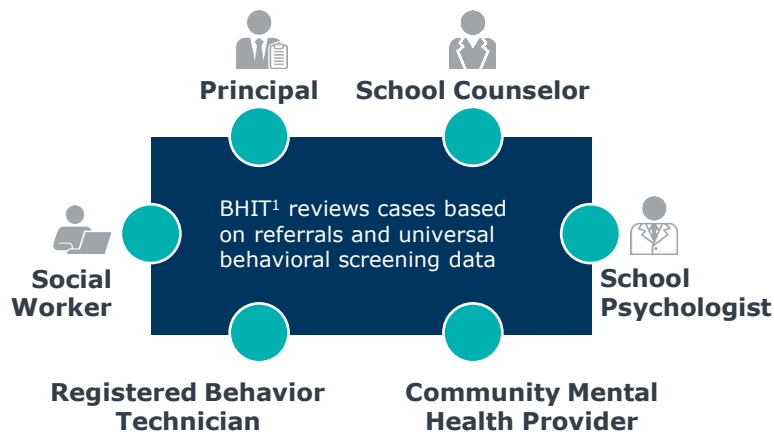 Principal
School Counselor
BHIT¹ reviews cases based
on referrals and universal
behavioral screening data
Social
Worker
School
Psychologist
Registered Behavior
Technician
Community Mental
Health Provider